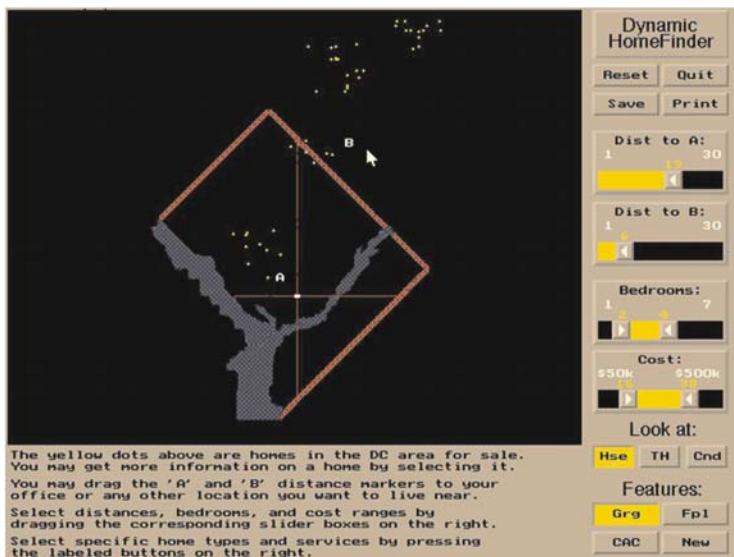 Dynamic
HomeFinder
Reset Quit
Save Print
Dist to A:
1 30
19
Dist to B:
1 30
6
Bedrooms:
1 7
2 4
Cost:
$50k $500k
16 38
Look at:
Hse TH Cnd
Features:
Grg Fpl
CAC New
B
A
The yellow dots above are homes in the DC area for sale.
You may get more information on a home by selecting it.
You may drag the 'A' and 'B' distance markers to your
office or any other location you want to live near.
Select distances, bedrooms, and cost ranges by
dragging the corresponding slider boxes on the right.
Select specific home types and services by pressing
the labeled buttons on the right.